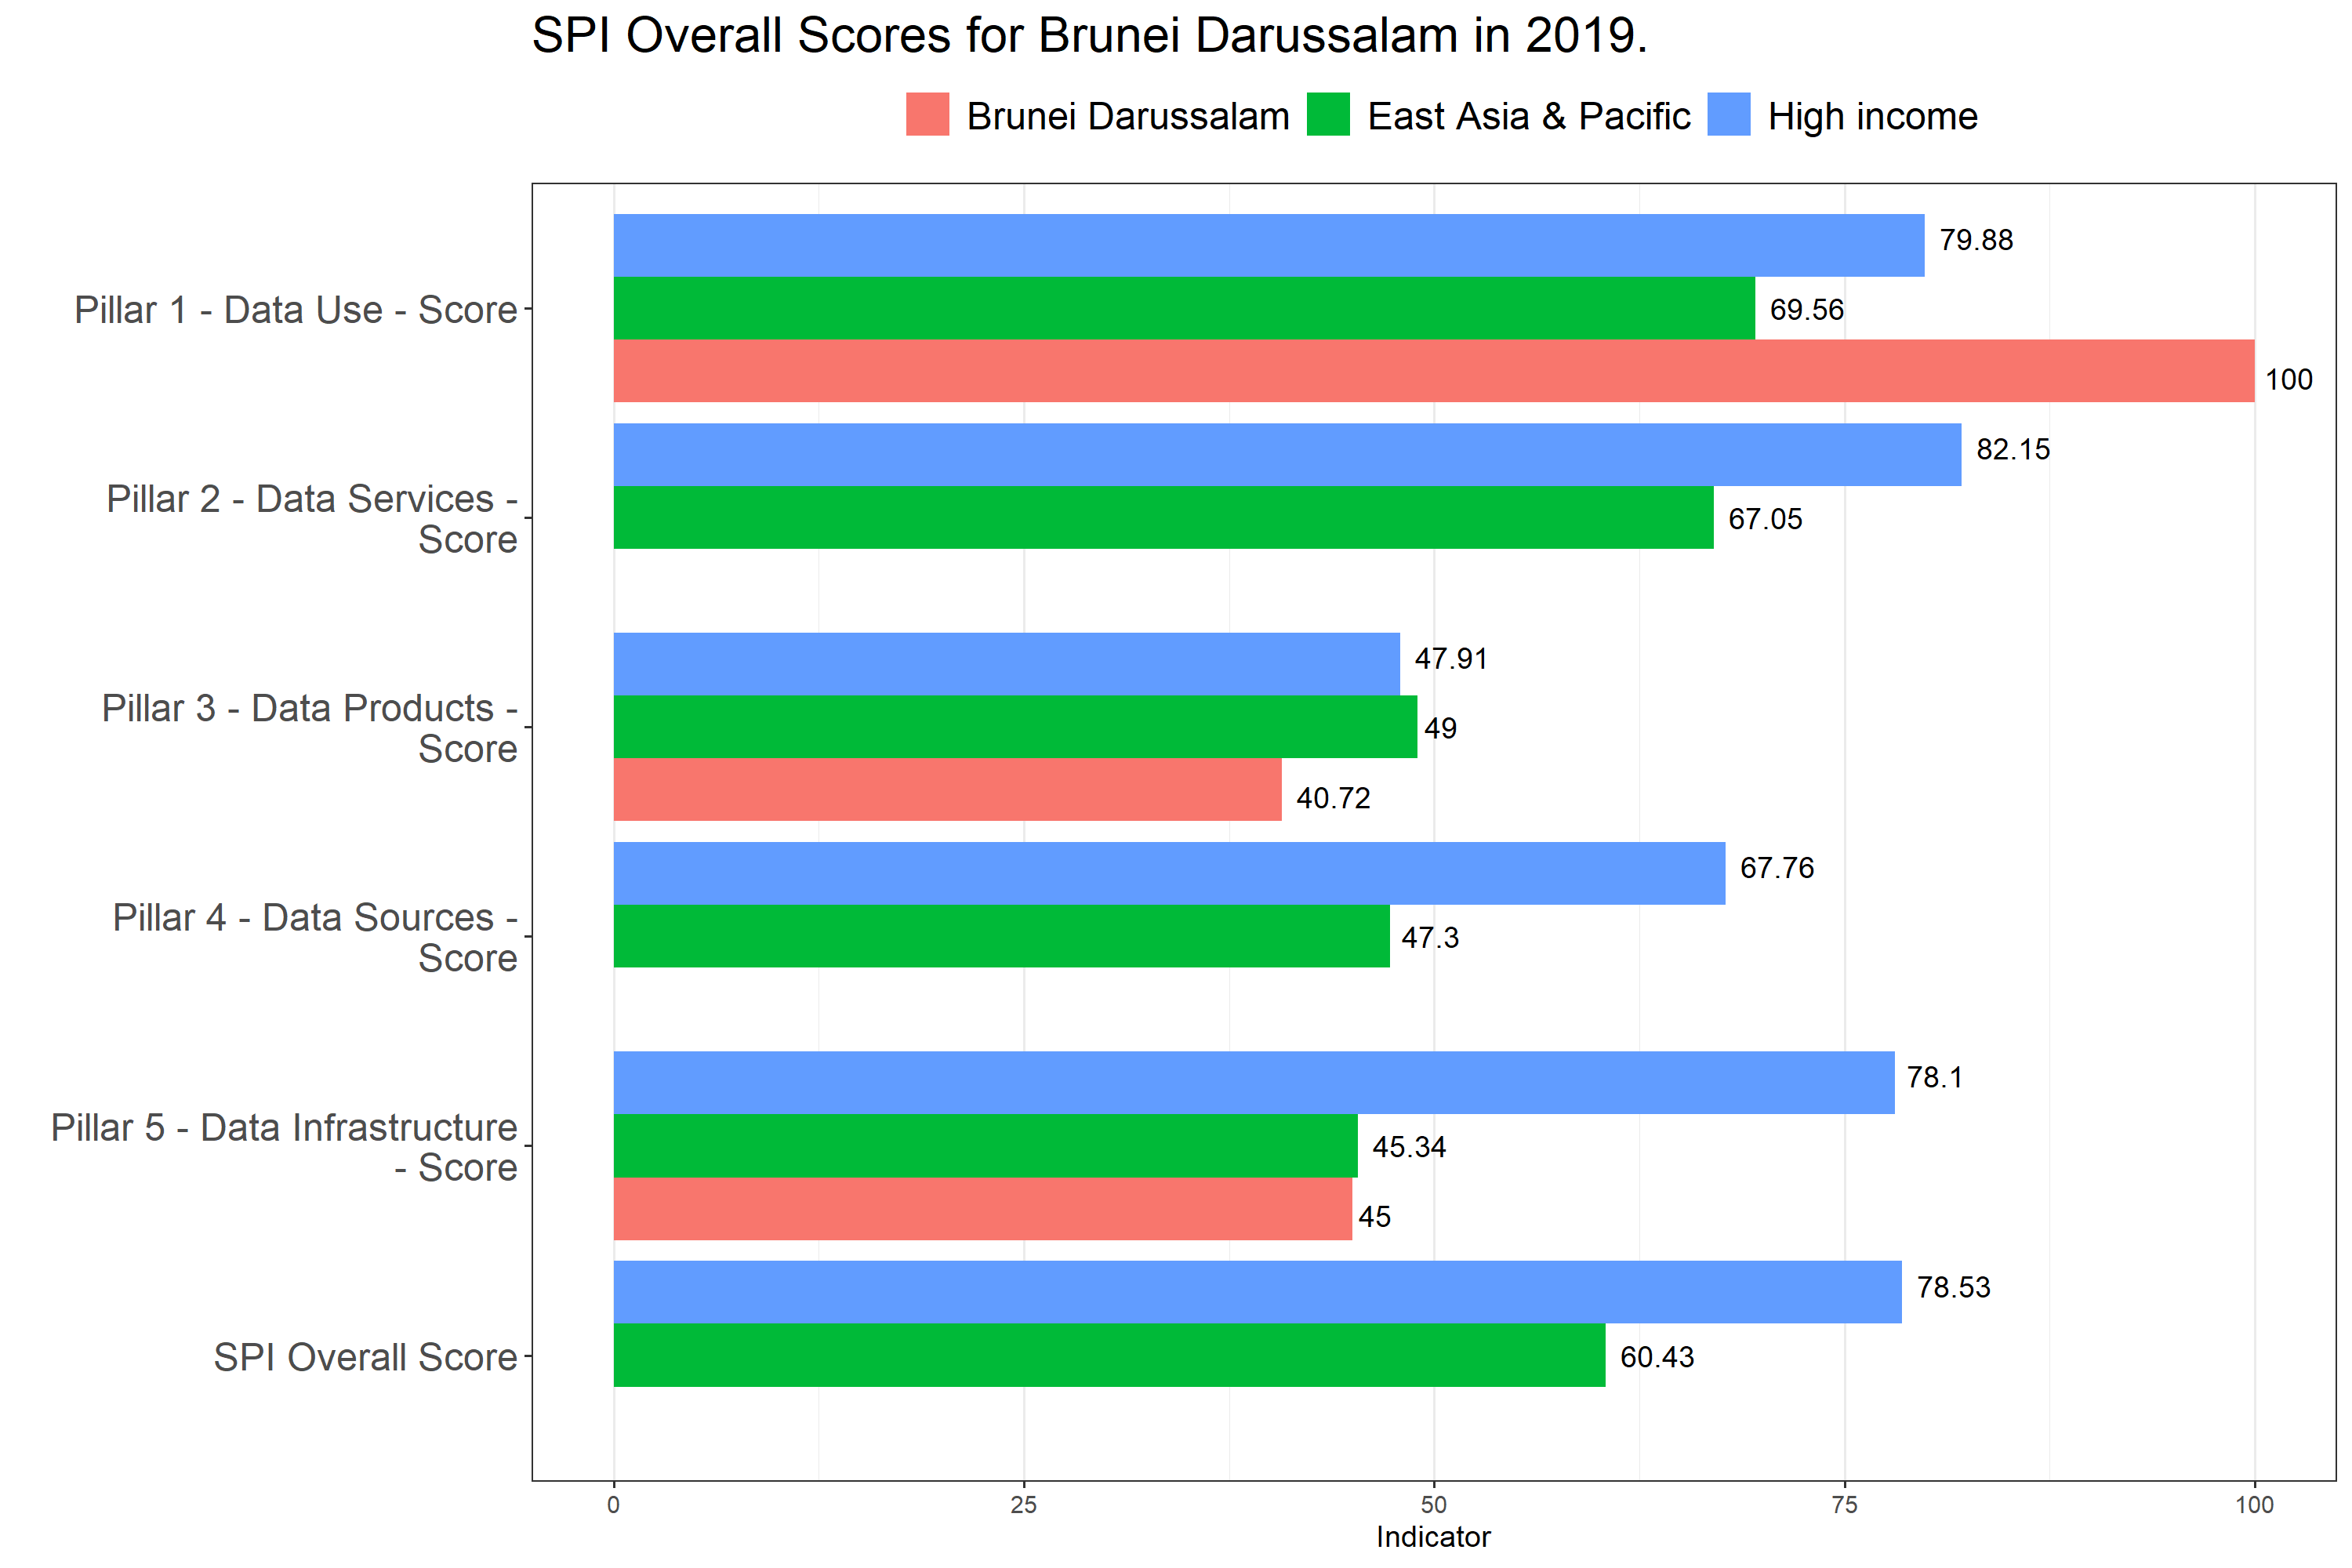 SPI Overall Scores for Brunei Darussalam in 2019.
Brunei Darussalam East Asia & Pacific High income
Pillar 1 - Data Use - Score
79.88
69.56
100
Pillar 2 - Data Services -
Score
82.15
67.05
Pillar 3 - Data Products -
Score
47.91
49
40.72
Pillar 4 - Data Sources -
Score
67.76
47.3
Pillar 5 - Data Infrastructure
- Score
78.1
45.34
45
SPI Overall Score
78.53
60.43
0 25 50 75 100
Indicator